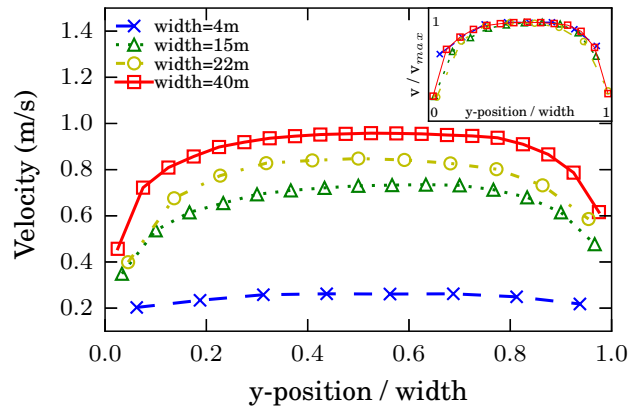 1.4
1.2
1.0
0.8
0.6
0.4
0.2
Velocity (m/s)
0.0
0.2
0.4
0.6
0.8
1.0
y-position / width
width=4m
width=15m
width=22m
width=40m
1
v / v_max
0
1
y-position / width